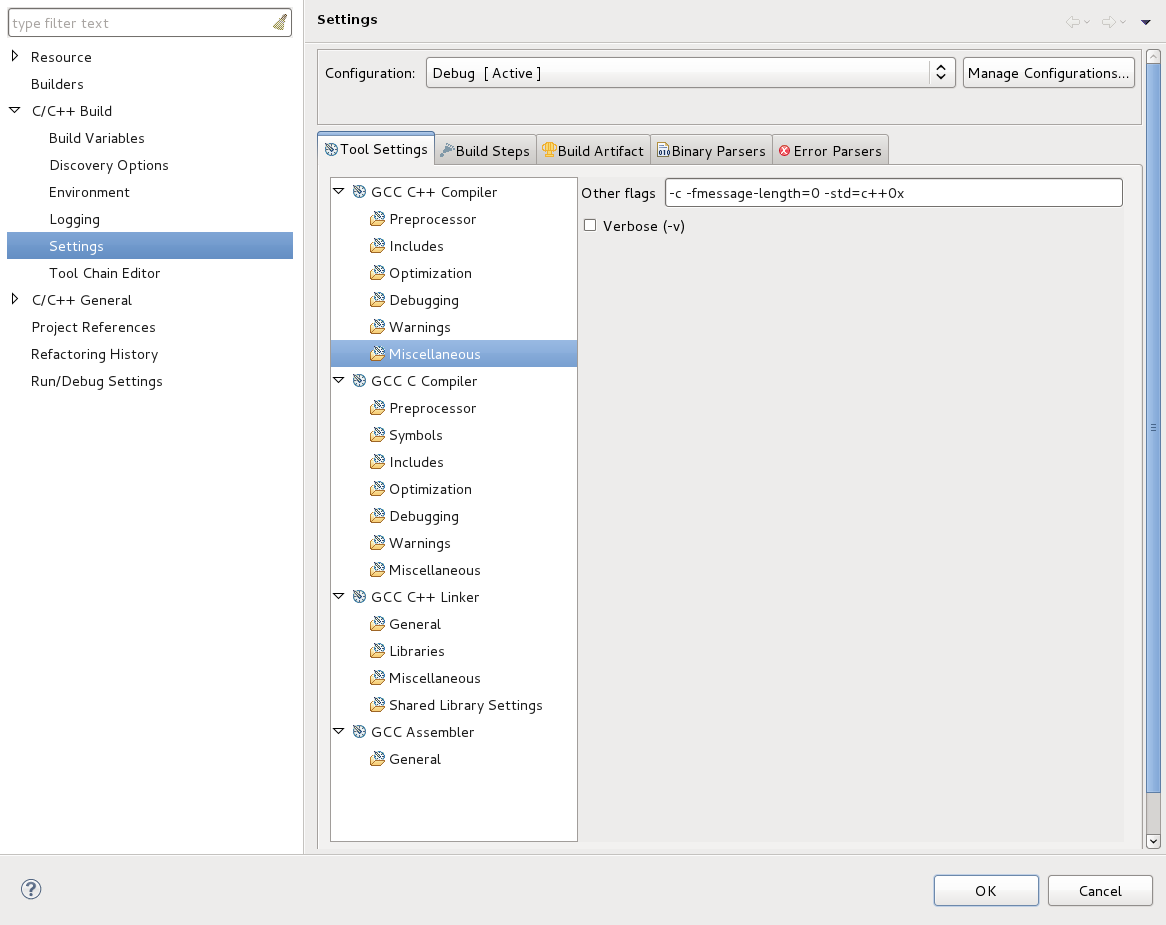 type filter text
Resource
Builders
C/C++ Build
Build Variables
Discovery Options
Environment
Logging
Settings
Tool Chain Editor
C/C++ General
Project References
Refactoring History
Run/Debug Settings
Settings
Configuration: Debug [ Active ] Manage Configurations...
Tool Settings Build Steps Build Artifact Binary Parsers Error Parsers
GCC C++ Compiler
Preprocessor
Includes
Optimization
Debugging
Warnings
Miscellaneous
GCC C Compiler
Preprocessor
Symbols
Includes
Optimization
Debugging
Warnings
Miscellaneous
GCC C++ Linker
General
Libraries
Miscellaneous
Shared Library Settings
GCC Assembler
General
Other flags -c -fmessage-length=0 -std=c++0x
Verbose (-v)
OK Cancel